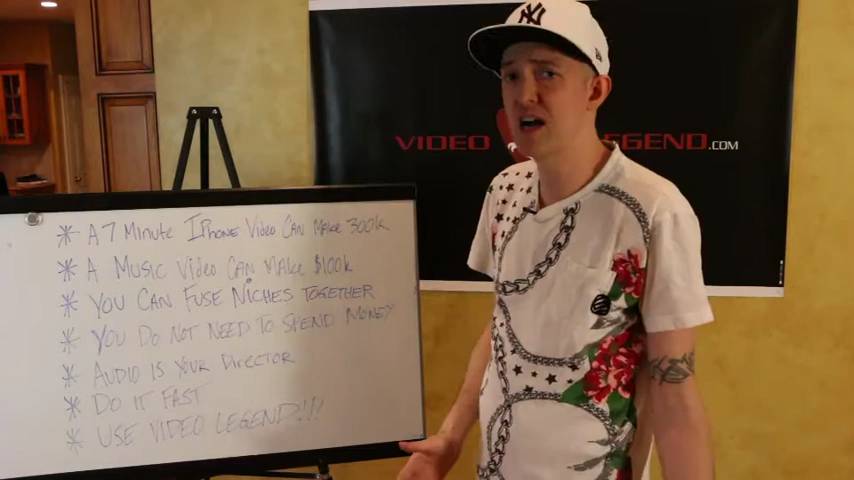 VIDEO LEGEND.COM
* A 7 MINUTE IPHONE VIDEO CAN MAKE 300K
* A MUSIC VIDEO CAN MAKE $100K
* YOU CAN FUSE NICHES TOGETHER
* YOU DO NOT NEED TO SPEND MONEY
* AUDIO IS YOUR DIRECTOR
* DO IT FAST
* USE VIDEO LEGEND!!!